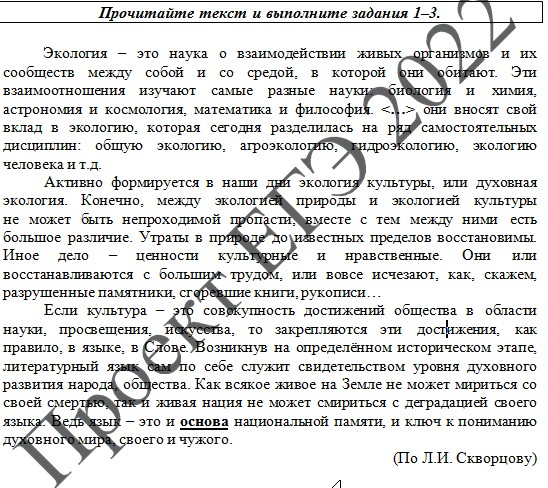 Прочитайте текст и выполните задания 1–3.
Экология – это наука о взаимодействии живых организмов и их
сообществ между собой и со средой, в которой они обитают. Эти
взаимоотношения изучают самые разные науки: биология и химия,
астрономия и космология, математика и философия. <…> они вносят свой
вклад в экологию, которая сегодня разделилась на ряд самостоятельных
дисциплин: общую экологию, агроэкологию, гидроэкологию, экологию
человека и т.д.
Активно формируется в наши дни экология культуры, или духовная
экология. Конечно, между экологией природы и экологией культуры
не может быть непроходимой пропасти, вместе с тем между ними есть
большое различие. Утраты в природе до известных пределов восстановимы.
Иное дело – ценности культурные и нравственные. Они или
восстанавливаются с большим трудом, или вовсе исчезают, как, скажем,
разрушенные памятники, сгоревшие книги, рукописи…
Если культура – это совокупность достижений общества в области
науки, просвещения, искусства, то закрепляются эти достижения, как
правило, в языке, в Слове. Возникнув на определённом историческом этапе,
литературный язык сам по себе служит свидетельством уровня духовного
развития народа, общества. Как всякое живое на Земле не может мириться со
своей смертью, так и живая нация не может смириться с деградацией своего
языка. Ведь язык – это и основа национальной памяти, и ключ к пониманию
духовного мира, своего и чужого.
(По Л.И. Скворцову)
Проект ЕГЭ 2022